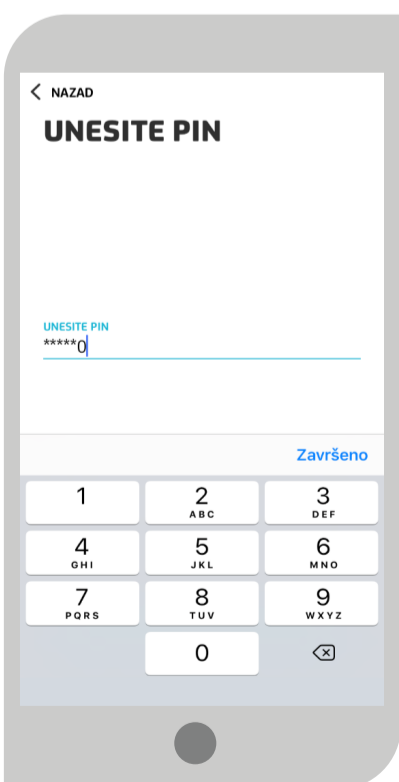 NAZAD
UNESITE PIN
UNESITE PIN
*****0
Završeno
1
2
ABC
3
DEF
4
GHI
5
JKL
6
MNO
7
PQRS
8
TUV
9
WXYZ
0